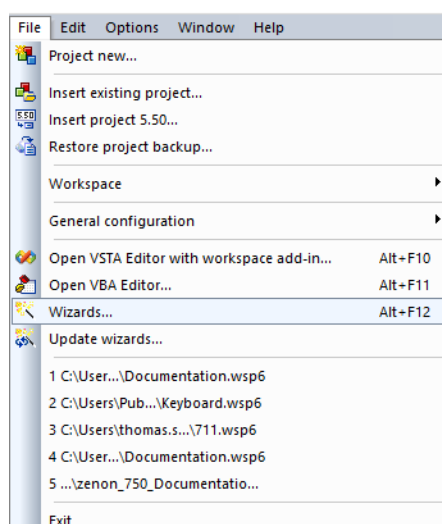 File Edit Options Window Help
Project new...
Insert existing project...
5.50 Insert project 5.50...
Restore project backup...
Workspace
General configuration
Open VSTA Editor with workspace add-in... Alt+F10
Open VBA Editor... Alt+F11
Wizards... Alt+F12
Update wizards...
1 C:\User...\Documentation.wsp6
2 C:\Users\Pub...\Keyboard.wsp6
3 C:\Users\thomas.s...\711.wsp6
4 C:\User...\Documentation.wsp6
5 ...\zenon_750_Documentatio...
Exit